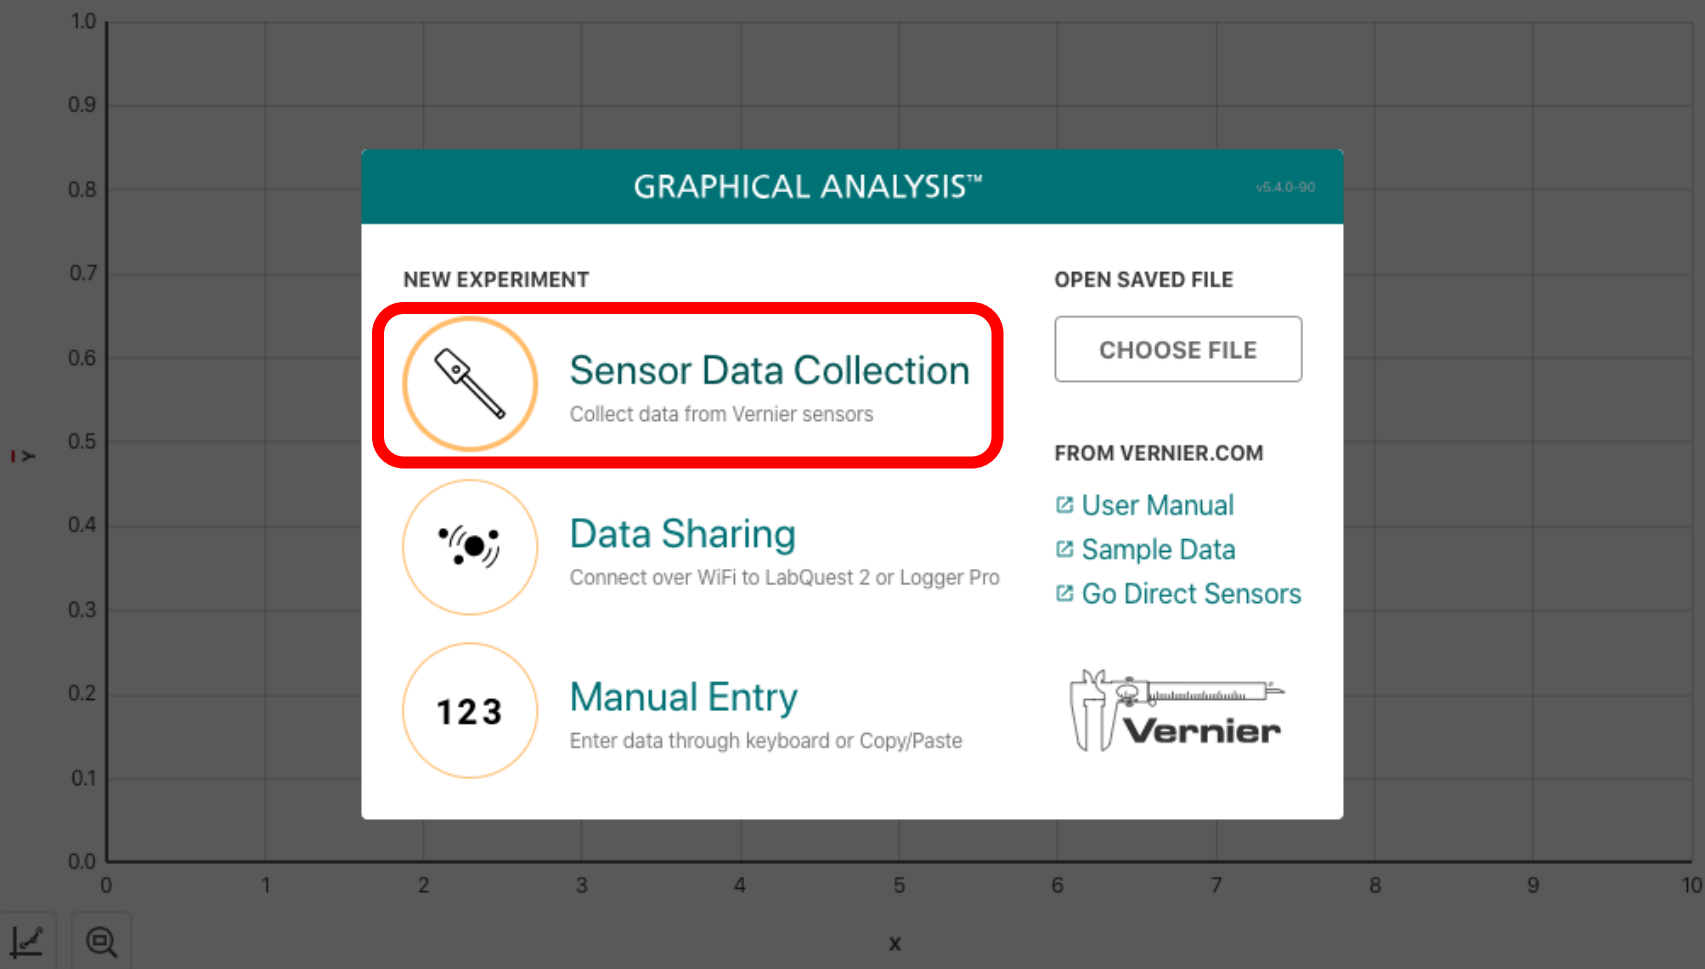 1.0
0.9
0.8
0.7
0.6
0.5
0.4
0.3
0.2
0.1
0.0
Y
0 1 2 3 4 5 6 7 8 9 10
X
GRAPHICAL ANALYSIS™
v5.4.0-90
NEW EXPERIMENT
Sensor Data Collection
Collect data from Vernier sensors
Data Sharing
Connect over WiFi to LabQuest 2 or Logger Pro
123
Manual Entry
Enter data through keyboard or Copy/Paste
OPEN SAVED FILE
CHOOSE FILE
FROM VERNIER.COM
User Manual
Sample Data
Go Direct Sensors
Vernier